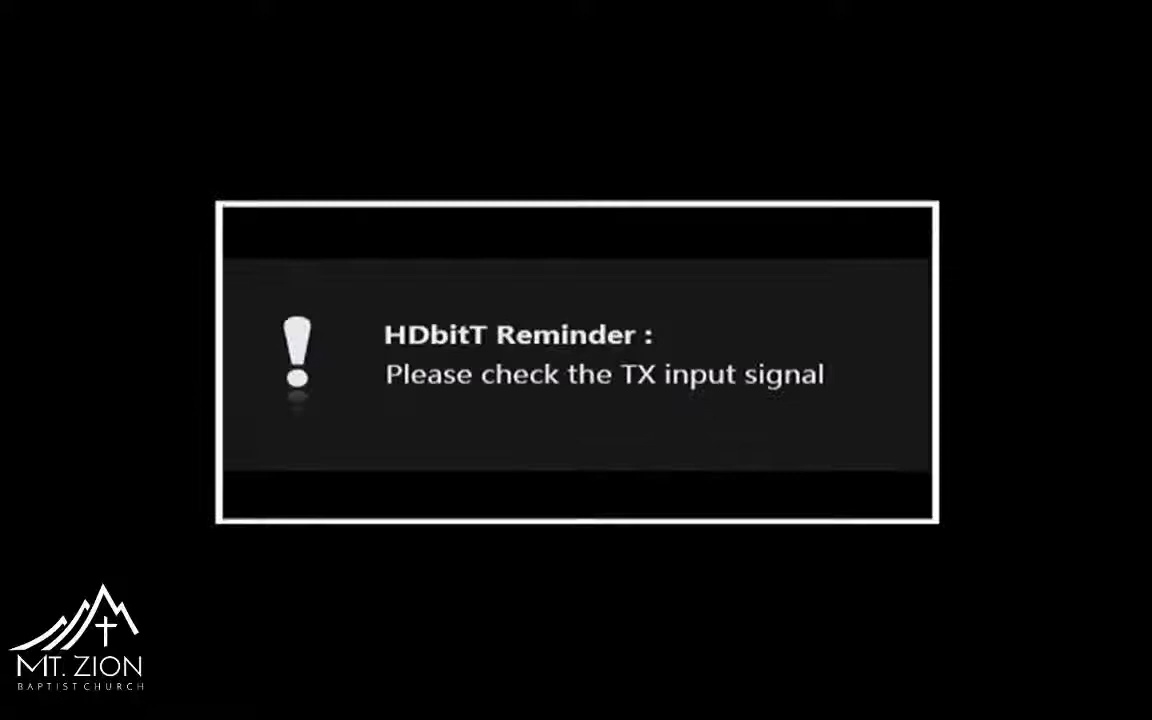 HDbitT Reminder :
Please check the TX input signal
MT. ZION
BAPTIST CHURCH